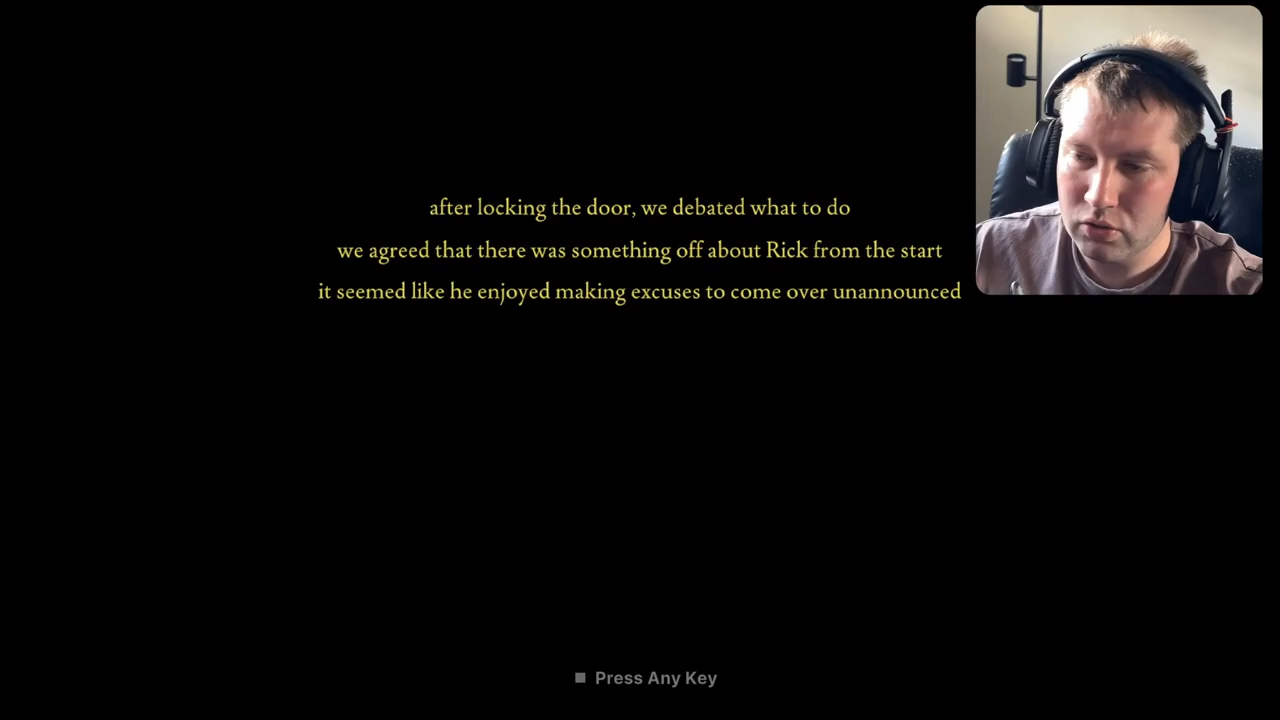 after locking the door, we debated what to do
we agreed that there was something off about Rick from the start
it seemed like he enjoyed making excuses to come over unannounced
Press Any Key